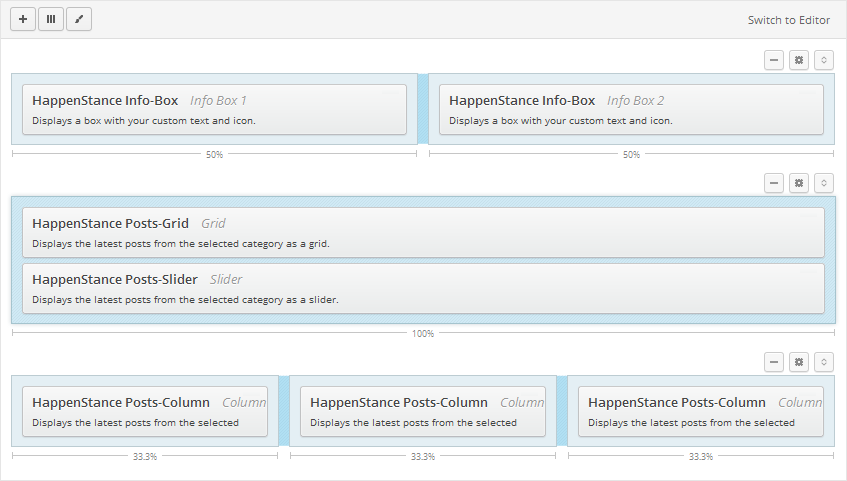 Switch to Editor
HappenStance Info-Box Info Box 1
Displays a box with your custom text and icon.
HappenStance Info-Box Info Box 2
Displays a box with your custom text and icon.
50%
50%
HappenStance Posts-Grid Grid
Displays the latest posts from the selected category as a grid.
HappenStance Posts-Slider Slider
Displays the latest posts from the selected category as a slider.
100%
HappenStance Posts-Column Column
Displays the latest posts from the selected
HappenStance Posts-Column Column
Displays the latest posts from the selected
HappenStance Posts-Column Column
Displays the latest posts from the selected
33.3%
33.3%
33.3%